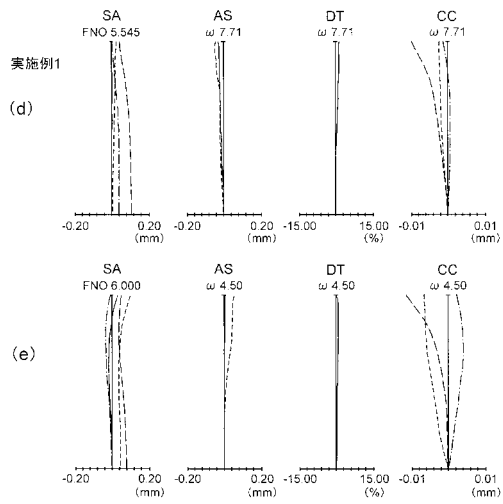 SA AS DT CC
FNO 5.545 ω 7.71 ω 7.71 ω 7.71
実施例1
(d)
-0.20 0.20 -0.20 0.20 -15.00 15.00 -0.01 0.01
(mm) (mm) (%) (mm)
SA AS DT CC
FNO 6.000 ω 4.50 ω 4.50 ω 4.50
(e)
-0.20 0.20 -0.20 0.20 -15.00 15.00 -0.01 0.01
(mm) (mm) (%) (mm)